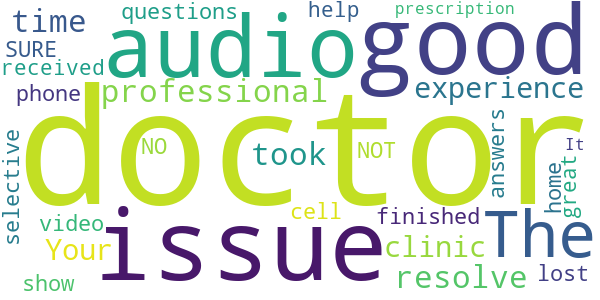 questions help prescription
time audio good
SURE
received
phone professional experience
doctor
NO took NOT answers It
selective home great
video issue cell finished The
Your clinic
show resolve lost